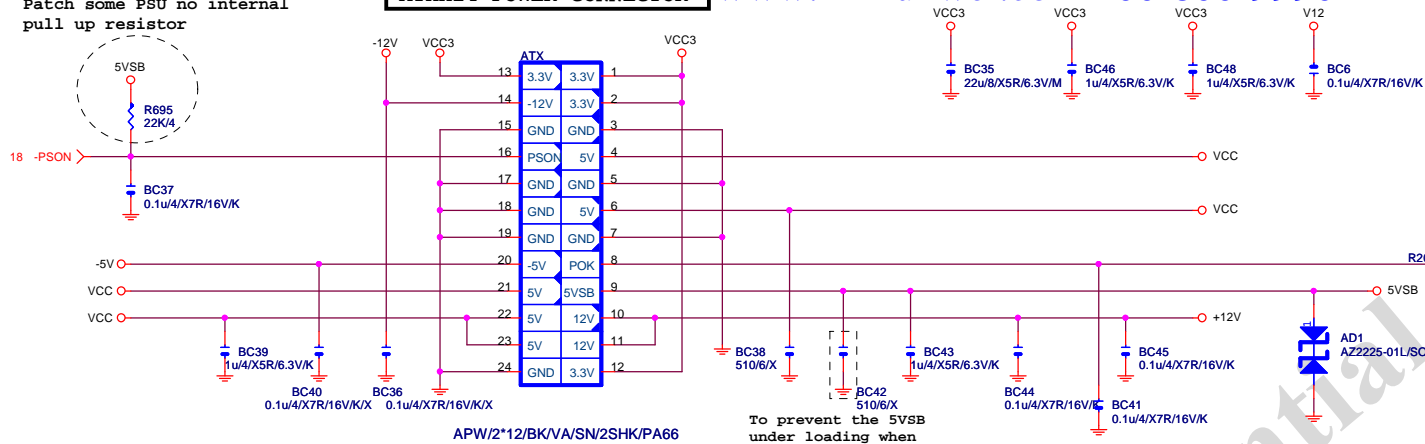 Patch some PSU no internal
pull up resistor
5VSB
R695
22K/4
18 -PSON
BC37
0.1u/4/X7R/16V/K
-12V
VCC3
VCC3
ATX
13 3.3V 3.3V 1
14 -12V 3.3V 2
15 GND GND 3
16 PSON 5V 4
17 GND GND 5
18 GND 5V 6
19 GND GND 7
20 -5V POK 8
21 5V 5VSB 9
22 5V 12V 10
23 5V 12V 11
24 GND 3.3V 12
-5V
VCC
VCC
BC39
1u/4/X5R/6.3V/K
BC40
0.1u/4/X7R/16V/K/X
BC36
0.1u/4/X7R/16V/K/X
APW/2*12/BK/VA/SN/2SHK/PA66
VCC3
BC35
22u/8/X5R/6.3V/M
VCC3
BC46
1u/4/X5R/6.3V/K
VCC3
BC48
1u/4/X5R/6.3V/K
V12
BC6
0.1u/4/X7R/16V/K
VCC
VCC
5VSB
+12V
BC38
510/6/X
BC42
510/6/X
BC43
1u/4/X5R/6.3V/K
BC44
0.1u/4/X7R/16V/K
BC45
0.1u/4/X7R/16V/K
BC41
0.1u/4/X7R/16V/K
AD1
To prevent the 5VSB
under loading when